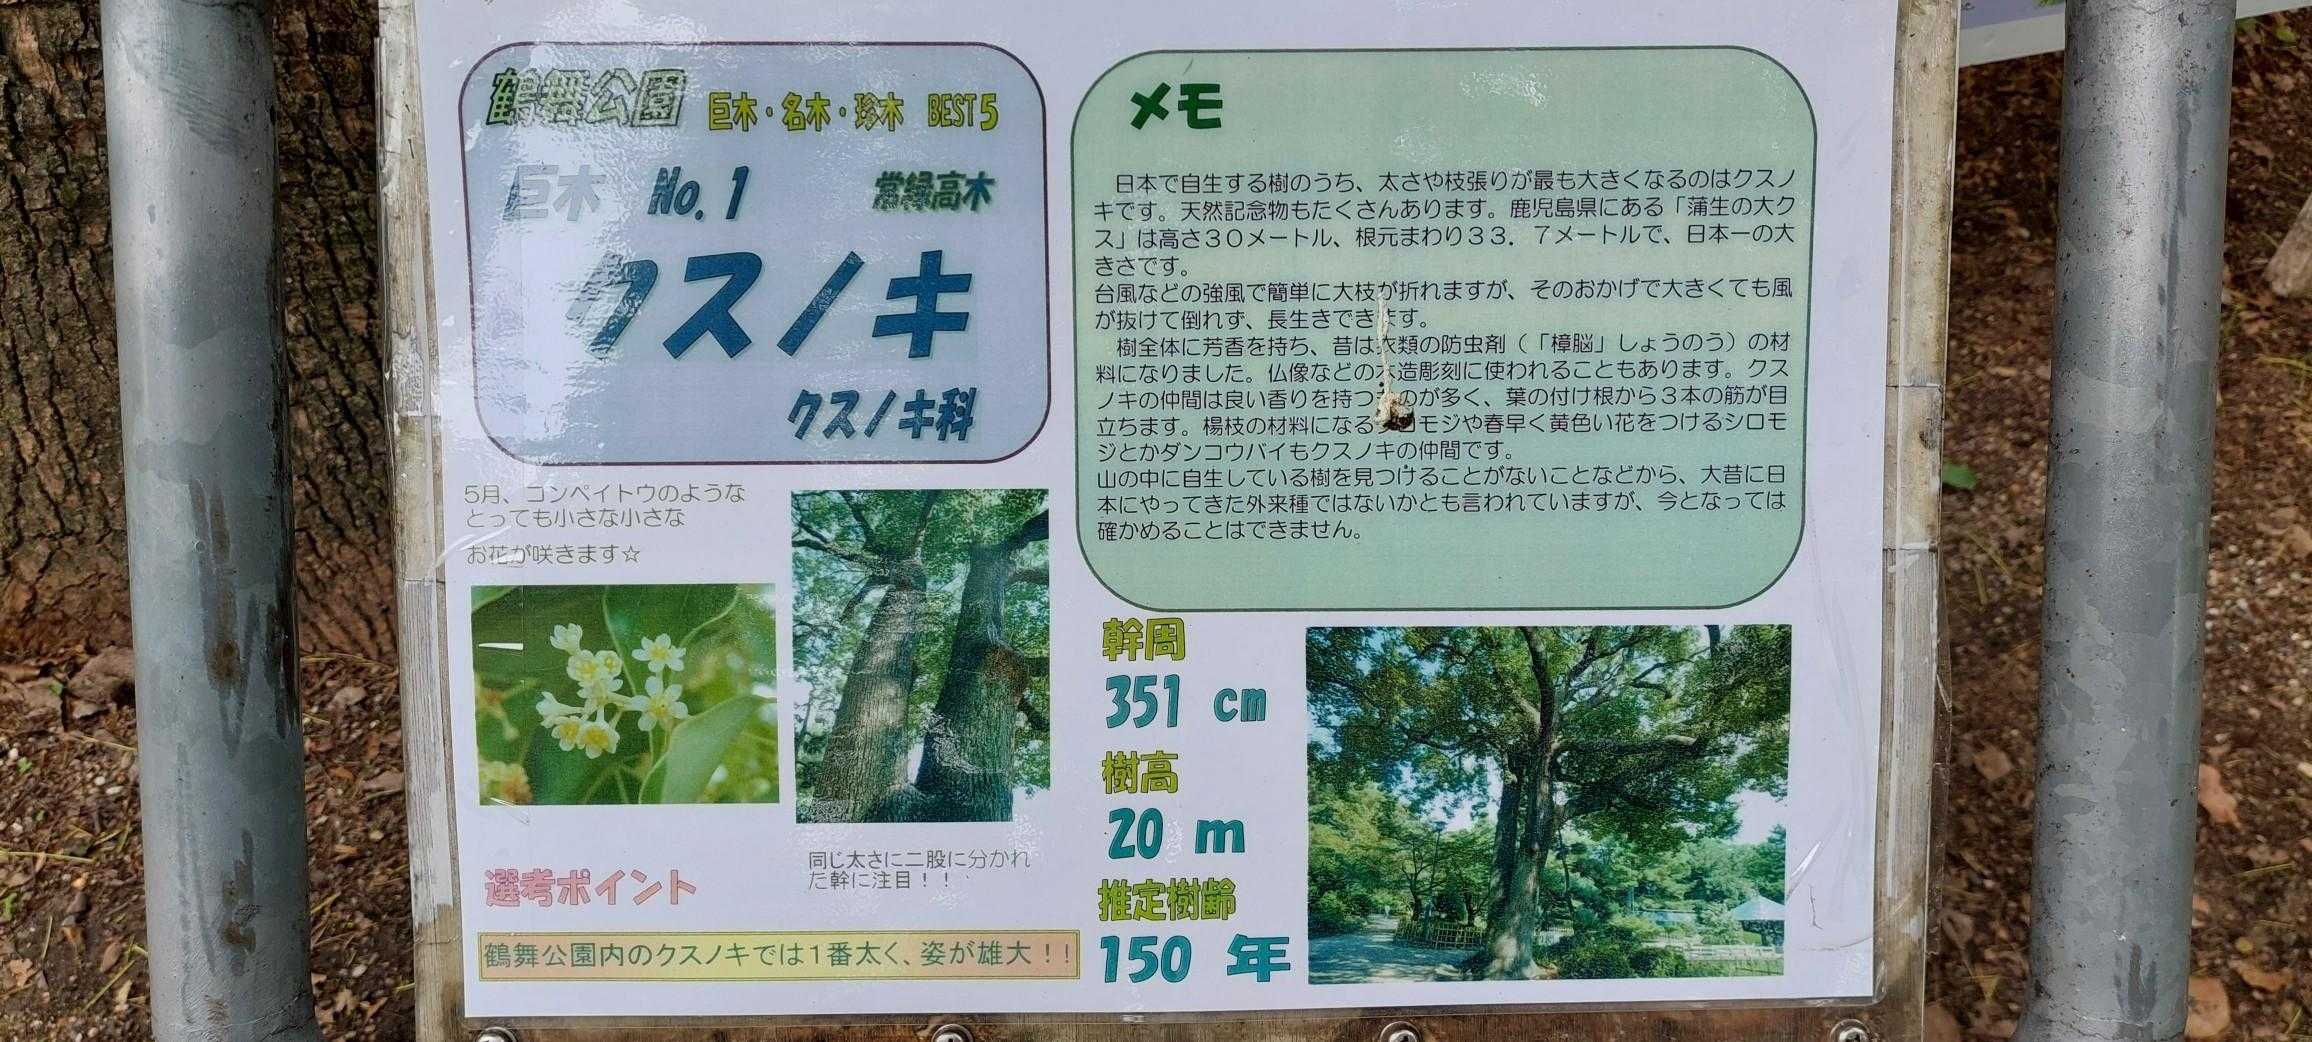 鶴舞公園 巨木・名木・珍木 BEST5
巨木 No.1 常緑高木
クスノキ
クスノキ科
5月、コンペイトウのような
とっても小さな小さな
お花が咲きます☆
同じ太さに二股に分かれ
た幹に注目！！
選考ポイント
鶴舞公園内のクスノキでは１番太く、姿が雄大！！
メモ
日本で自生する樹のうち、太さや枝張りが最も大きくなるのはクスノ
キです。天然記念物もたくさんあります。鹿児島県にある「蒲生の大ク
ス」は高さ３０メートル、根元まわり３３．７メートルで、日本一の大
きさです。
台風などの強風で簡単に大枝が折れますが、そのおかげで大きくても風
が抜けて倒れず、長生きできます。
樹全体に芳香を持ち、昔は衣類の防虫剤（「樟脳」しょうのう）の材
料になりました。仏像などの木造彫刻に使われることもあります。クス
ノキの仲間は良い香りを持つものが多く、葉の付け根から３本の筋が目
立ちます。楊枝の材料になるロモジや春早く黄色い花をつけるシロモ
ジとかダンコウバイもクスノキの仲間です。
山の中に自生している樹を見つけることがないことなどから、大昔に日
本にやってきた外来種ではないかとも言われていますが、今となっては
確かめることはできません。
幹周
351 cm
樹高
20 m
推定樹齢
150 年